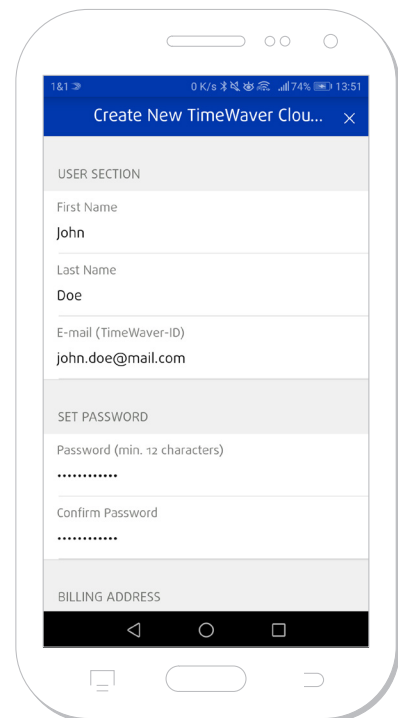 1&1
0 K/s 74% 13:51
Create New TimeWaver Clou...
USER SECTION
First Name
John
Last Name
Doe
E-mail (TimeWaver-ID)
john.doe@mail.com
SET PASSWORD
Password (min. 12 characters)
••••••••••••
Confirm Password
••••••••••••
BILLING ADDRESS